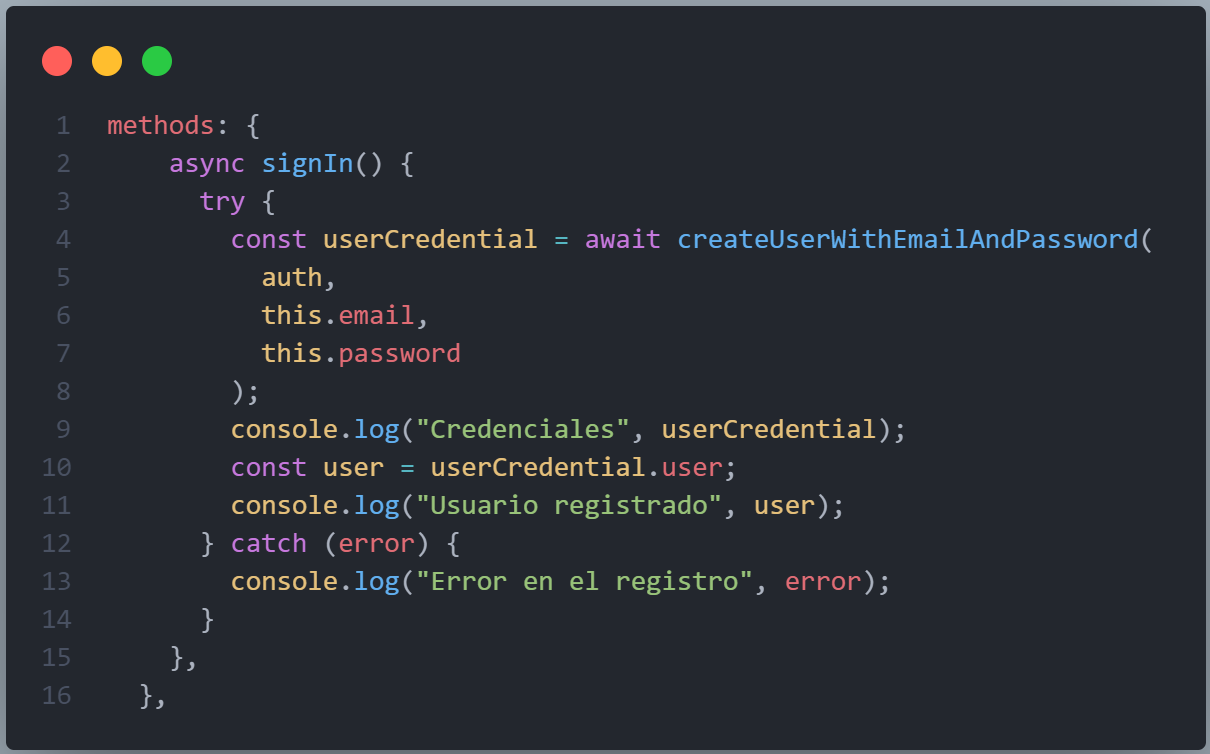 1 methods: {
2 async signIn() {
3 try {
4 const userCredential = await createUserWithEmailAndPassword(
5 auth,
6 this.email,
7 this.password
8 );
9 console.log("Credenciales", userCredential);
10 const user = userCredential.user;
11 console.log("Usuario registrado", user);
12 } catch (error) {
13 console.log("Error en el registro", error);
14 }
15 },
16 },